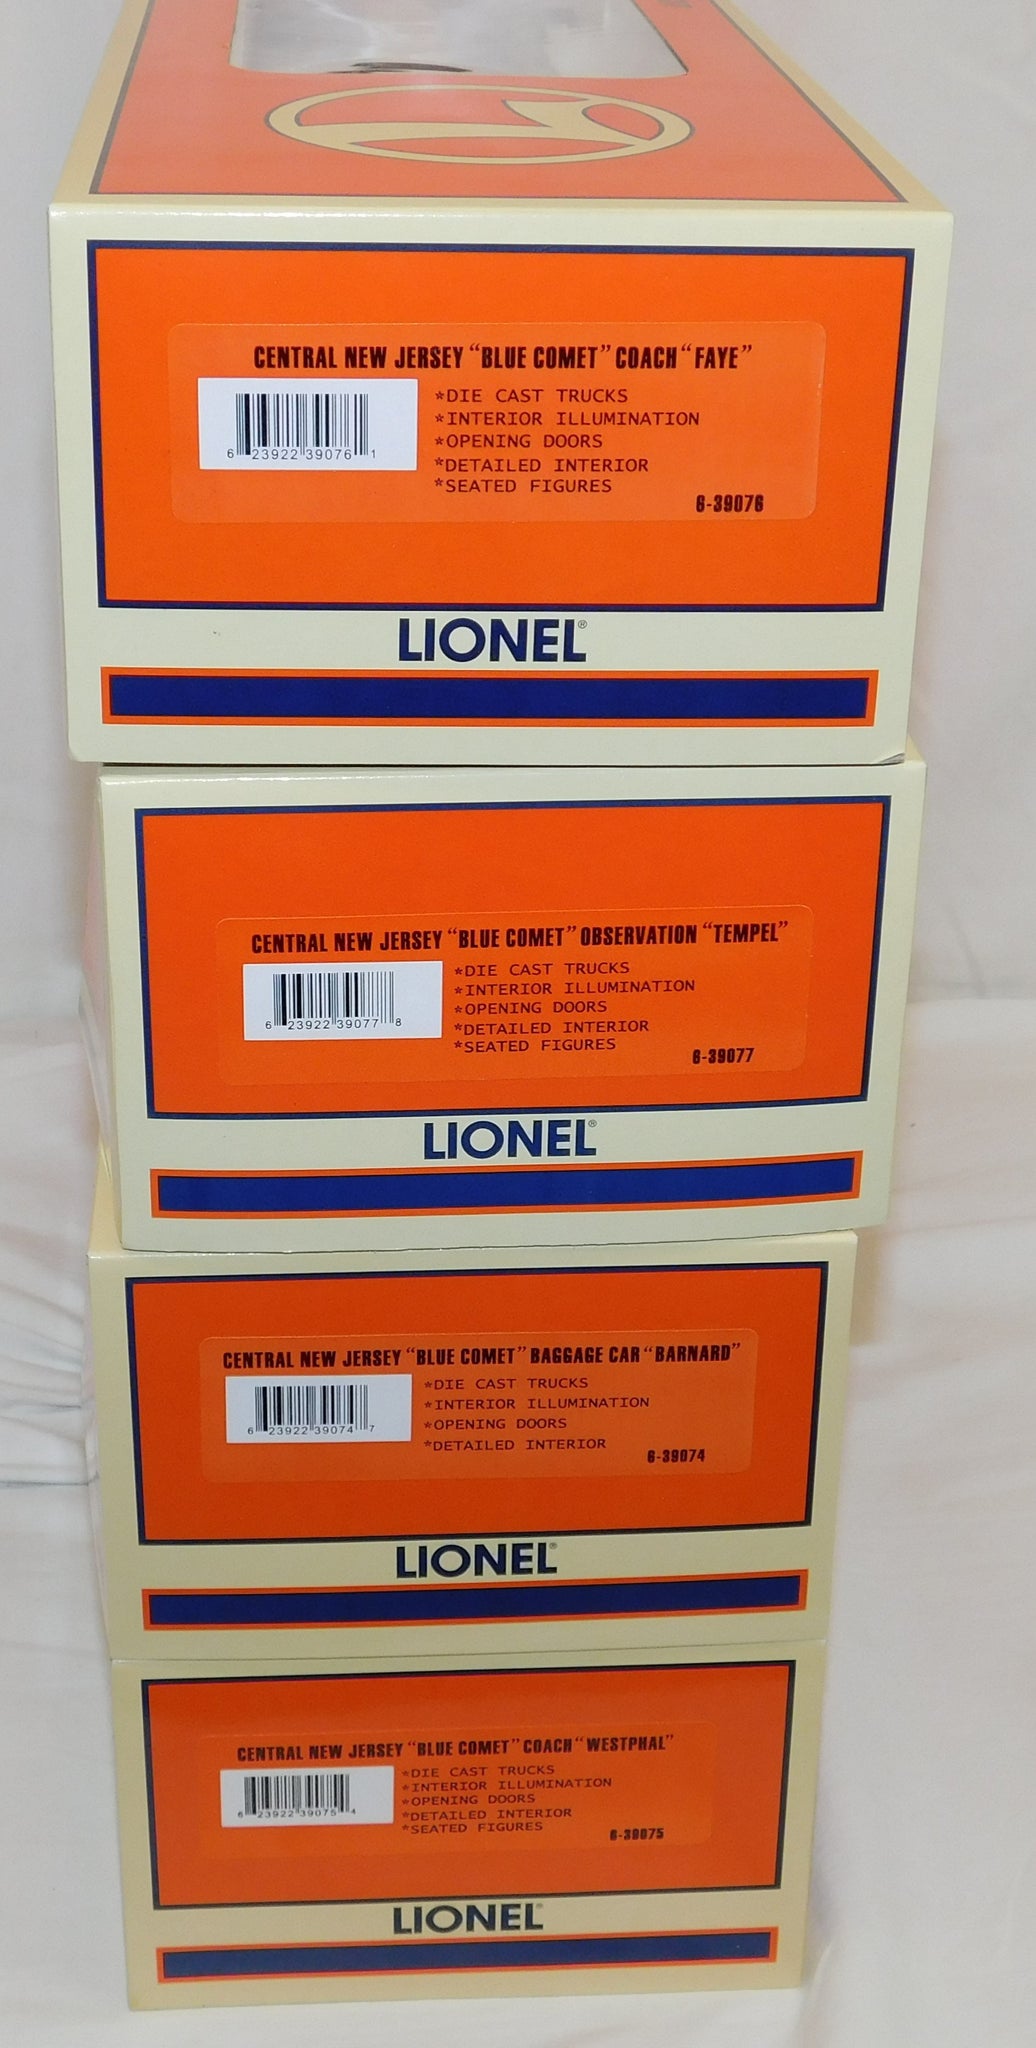 CENTRAL NEW JERSEY “BLUE COMET” COACH “FAYE”
*DIE CAST TRUCKS
*INTERIOR ILLUMINATION
*OPENING DOORS
*DETAILED INTERIOR
*SEATED FIGURES
6 23922 39076 1
6-39076
LIONEL®
CENTRAL NEW JERSEY “BLUE COMET” OBSERVATION “TEMPEL”
*DIE CAST TRUCKS
*INTERIOR ILLUMINATION
*OPENING DOORS
*DETAILED INTERIOR
*SEATED FIGURES
6 23922 39077 8
6-39077
LIONEL®
CENTRAL NEW JERSEY “BLUE COMET” BAGGAGE CAR “BARNARD”
*DIE CAST TRUCKS
*INTERIOR ILLUMINATION
*OPENING DOORS
*DETAILED INTERIOR
6 23922 39074 7
6-39074
LIONEL®
CENTRAL NEW JERSEY “BLUE COMET” COACH “WESTPHAL”
*DIE CAST TRUCKS
*INTERIOR ILLUMINATION
*OPENING DOORS
*DETAILED INTERIOR
*SEATED FIGURES
6 23922 39075 4
6-39075
LIONEL®